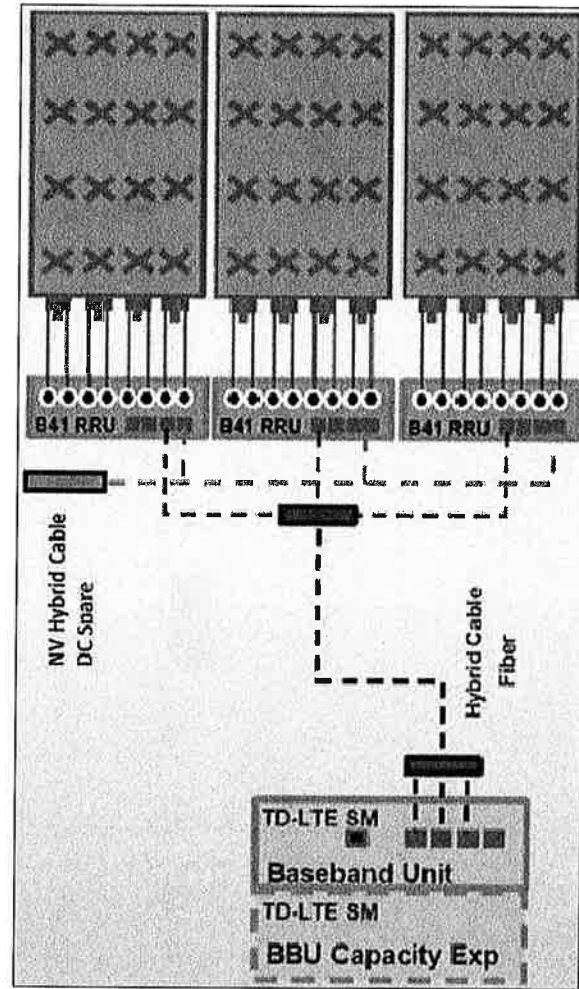 B41 RRU
B41 RRU
B41 RRU
NV Hybrid Cable
DC Spare
Hybrid Cable
Fiber
TD-LTE SM
Baseband Unit
TD-LTE SM
BBU Capacity Exp